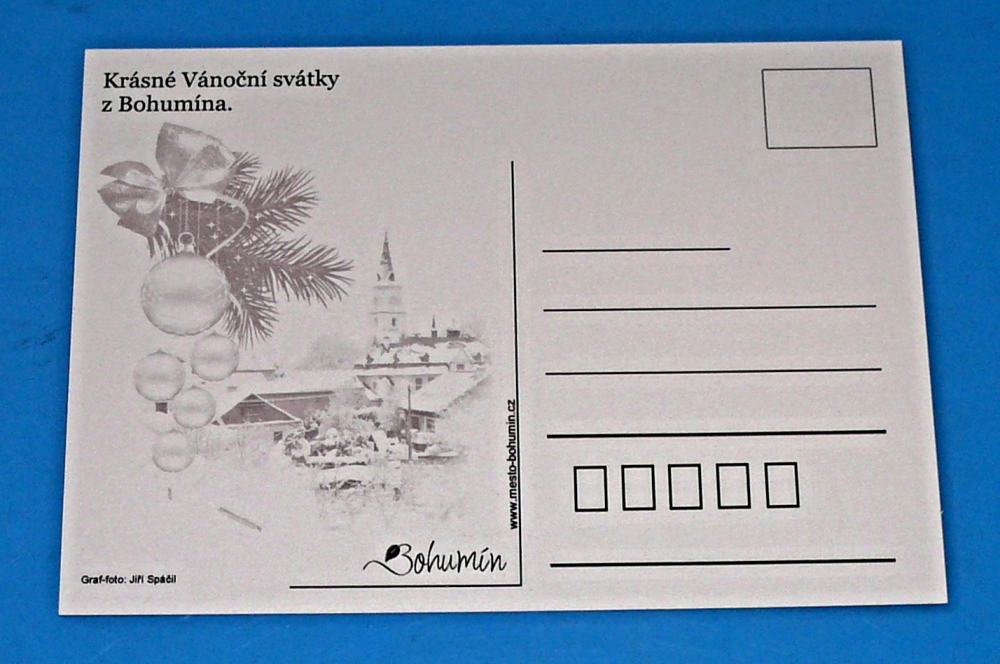 Krásné Vánoční svátky
z Bohumína.
www.mesto-bohumin.cz
Bohumín
Graf-foto: Jiří Spáčil